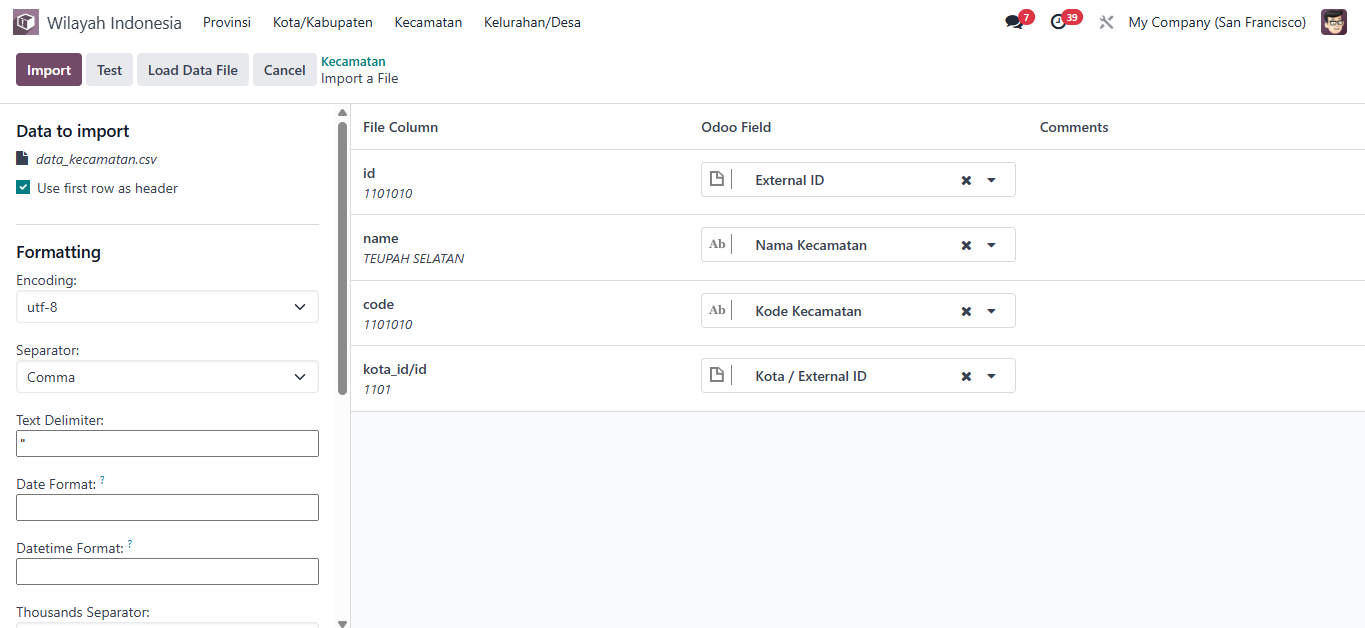 Wilayah Indonesia Provinsi Kota/Kabupaten Kecamatan Kelurahan/Desa 7 39 My Company (San Francisco)
Import Test Load Data File Cancel Kecamatan
Import a File
Data to import
data_kecamatan.csv
Use first row as header
Formatting
Encoding:
utf-8
Separator:
Comma
Text Delimiter:
"
Date Format: ?
Datetime Format: ?
Thousands Separator:
File Column Odoo Field Comments
id External ID
1101010
name Ab Nama Kecamatan
TEUPAH SELATAN
code Ab Kode Kecamatan
1101010
kota_id/id Kota / External ID
1101